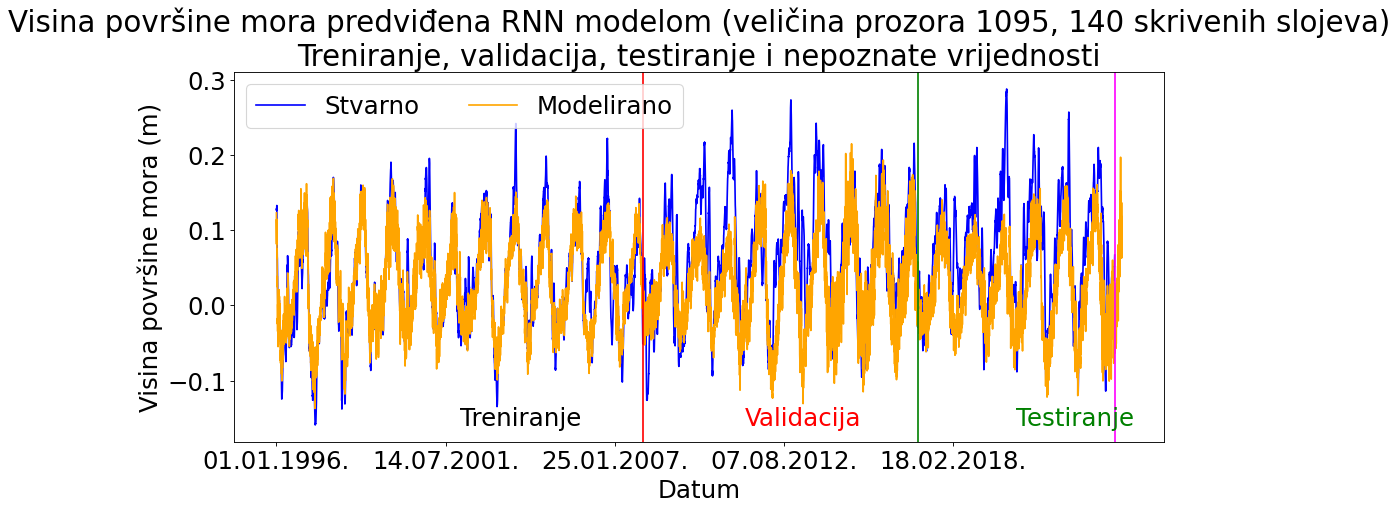 Visina površine mora predviđena RNN modelom (veličina prozora 1095, 140 skrivenih slojeva)
Treniranje, validacija, testiranje i nepoznate vrijednosti
Visina površine mora (m)
0.3
0.2
0.1
0.0
−0.1
Stvarno
Modelirano
Treniranje
Validacija
Testiranje
01.01.1996.
14.07.2001.
25.01.2007.
07.08.2012.
18.02.2018.
Datum